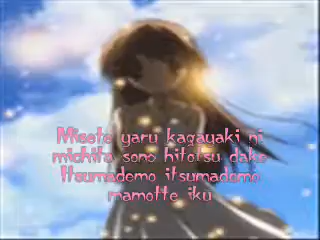 Misete yaru kagayaki ni
michita sono hitotsu dake
Itsumademo itsumademo
mamotte iku